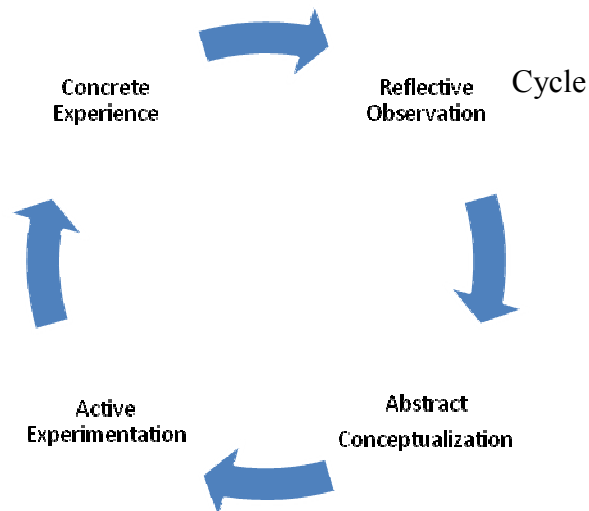 Concrete
Experience
Reflective
Observation
Cycle
Abstract
Conceptualization
Active
Experimentation